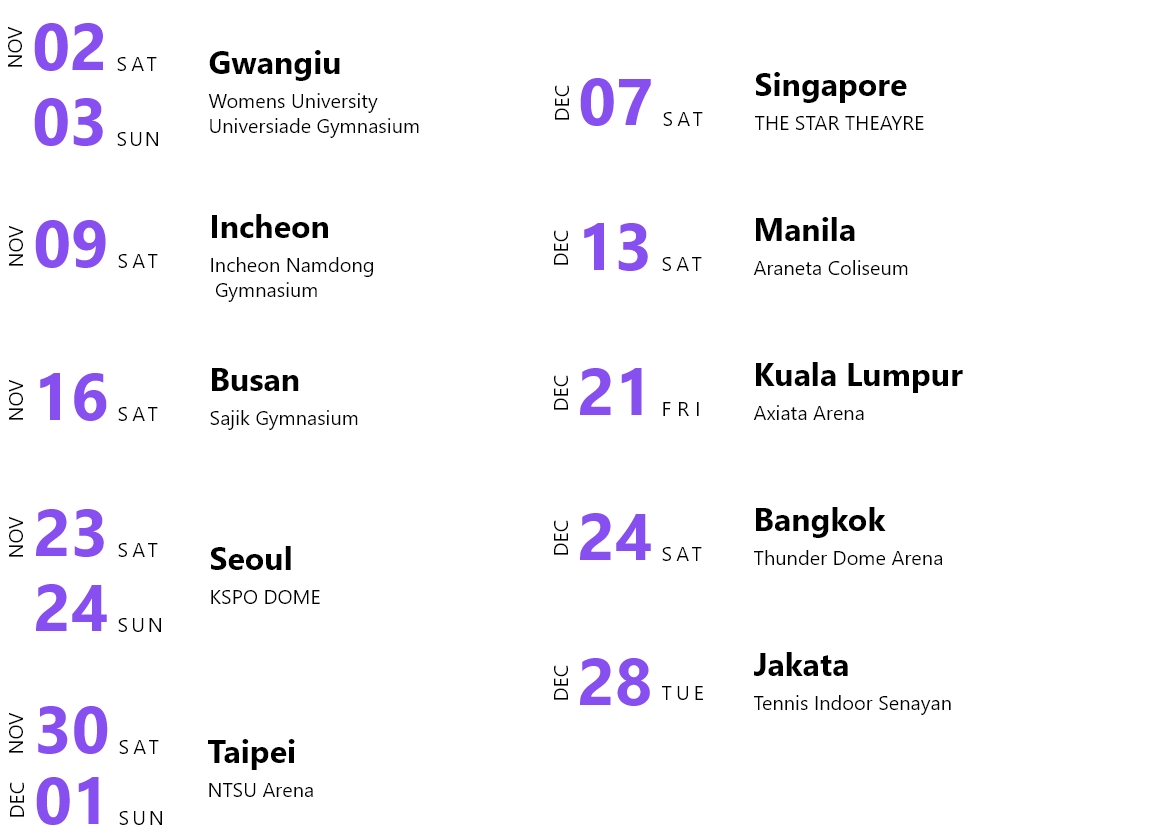 NOV 02 SAT
03 SUN
Gwangiu
Womens University
Universiade Gymnasium
NOV 09 SAT
Incheon
Incheon Namdong
Gymnasium
NOV 16 SAT
Busan
Sajik Gymnasium
NOV 23 SAT
24 SUN
Seoul
KSPO DOME
NOV 30 SAT
DEC 01 SUN
Taipei
NTSU Arena
DEC 07 SAT
Singapore
THE STAR THEAYRE
DEC 13 SAT
Manila
Araneta Coliseum
DEC 21 FRI
Kuala Lumpur
Axiata Arena
DEC 24 SAT
Bangkok
Thunder Dome Arena
DEC 28 TUE
Jakata
Tennis Indoor Senayan